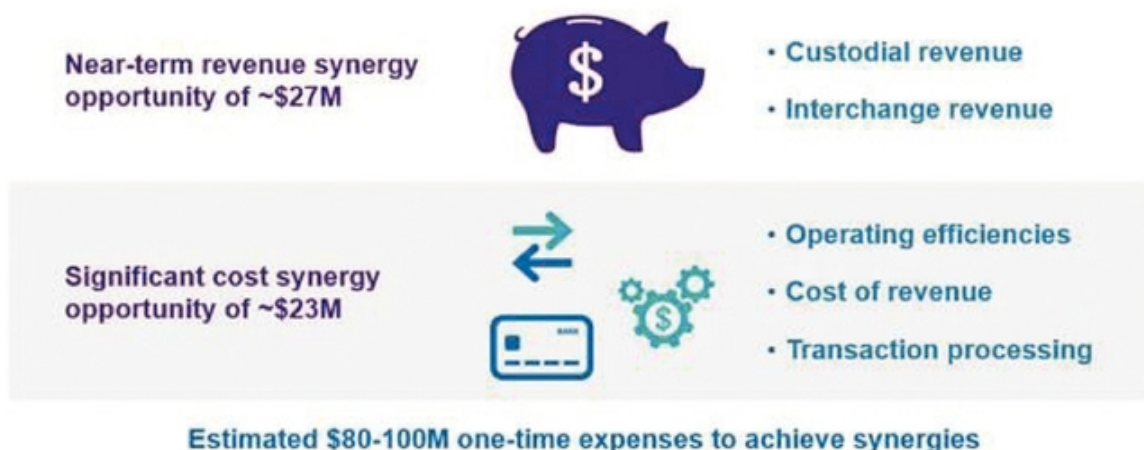 Near-term revenue synergy
opportunity of ~$27M
$
• Custodial revenue
• Interchange revenue
Significant cost synergy
opportunity of ~$23M
BANK
$
• Operating efficiencies
• Cost of revenue
• Transaction processing
Estimated $80-100M one-time expenses to achieve synergies